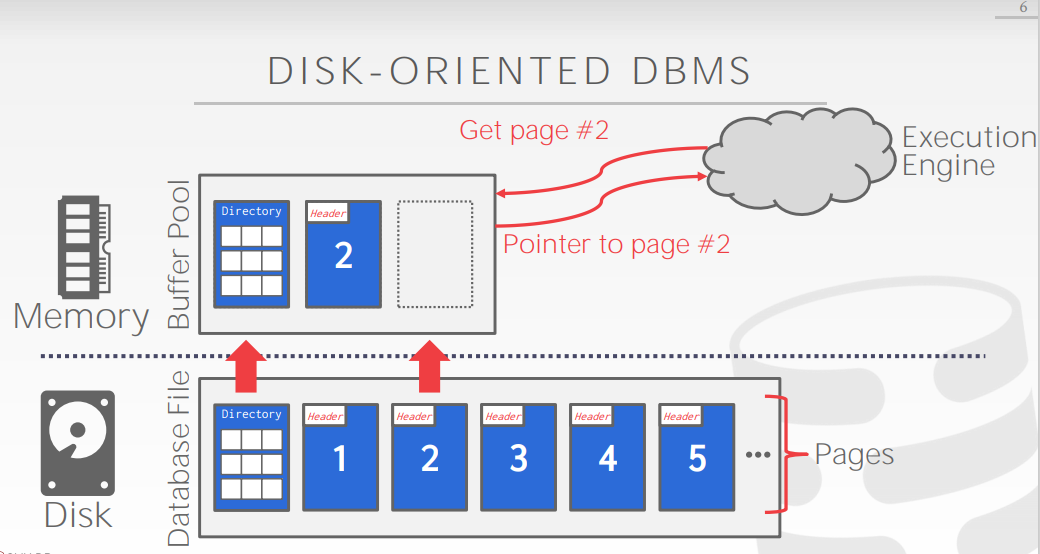 6
DISK-ORIENTED DBMS
Get page #2
Execution
Engine
Buffer Pool
Directory
Header
2
Pointer to page #2
Memory
Database File
Directory
Header
1
Header
2
Header
3
Header
4
Header
5
...
Pages
Disk